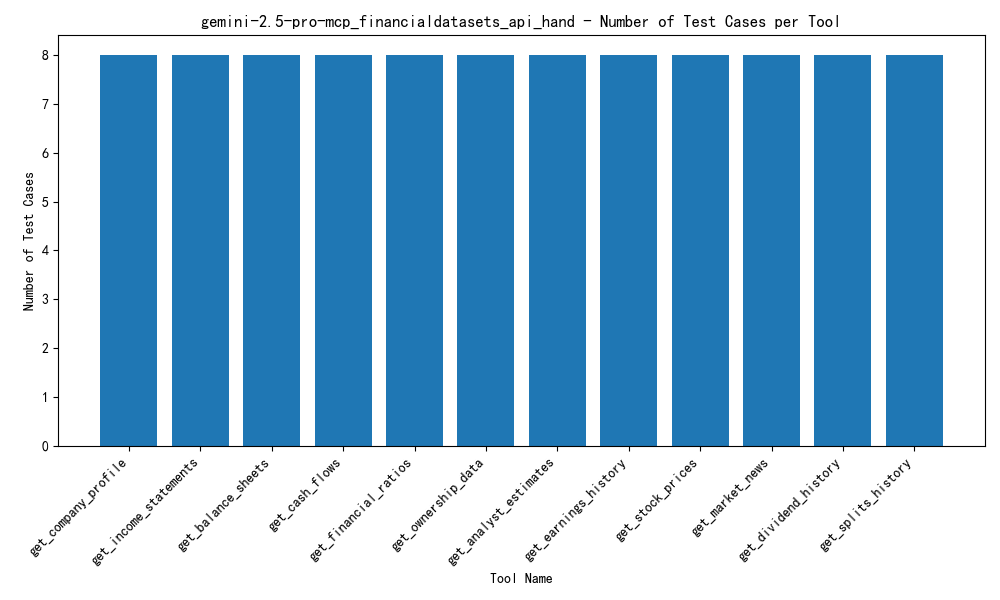 gemini-2.5-pro-mcp_financialdatasets_api_hand - Number of Test Cases per Tool
Number of Test Cases
8
7
6
5
4
3
2
1
0
get_company_profile
get_income_statements
get_balance_sheets
get_cash_flows
get_financial_ratios
get_ownership_data
get_analyst_estimates
get_earnings_history
get_stock_prices
get_market_news
get_dividend_history
get_splits_history
Tool Name